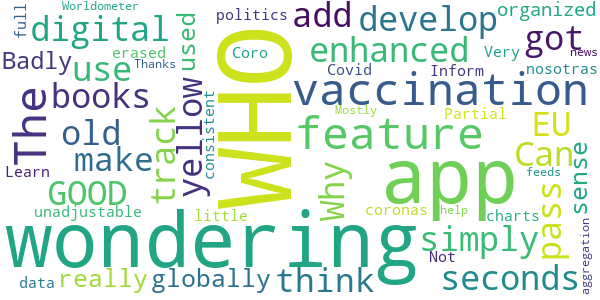 Worldometer
politics
add
organized
full
digital
used
develop
got
Badly
erased
Coro
enhanced
Very
news
use
Thanks
Covid
Inform
nosotras
The
books
yellow
WHO
vaccination
old
track
consistent
Mostly
Partial
EU
make
feature
Can
Learn
Why
app
pass
sense
GOOD
unadjustable
little
coronas
help
charts
feeds
aggregation
wondering
simply
Not
data
really
globally
think
seconds